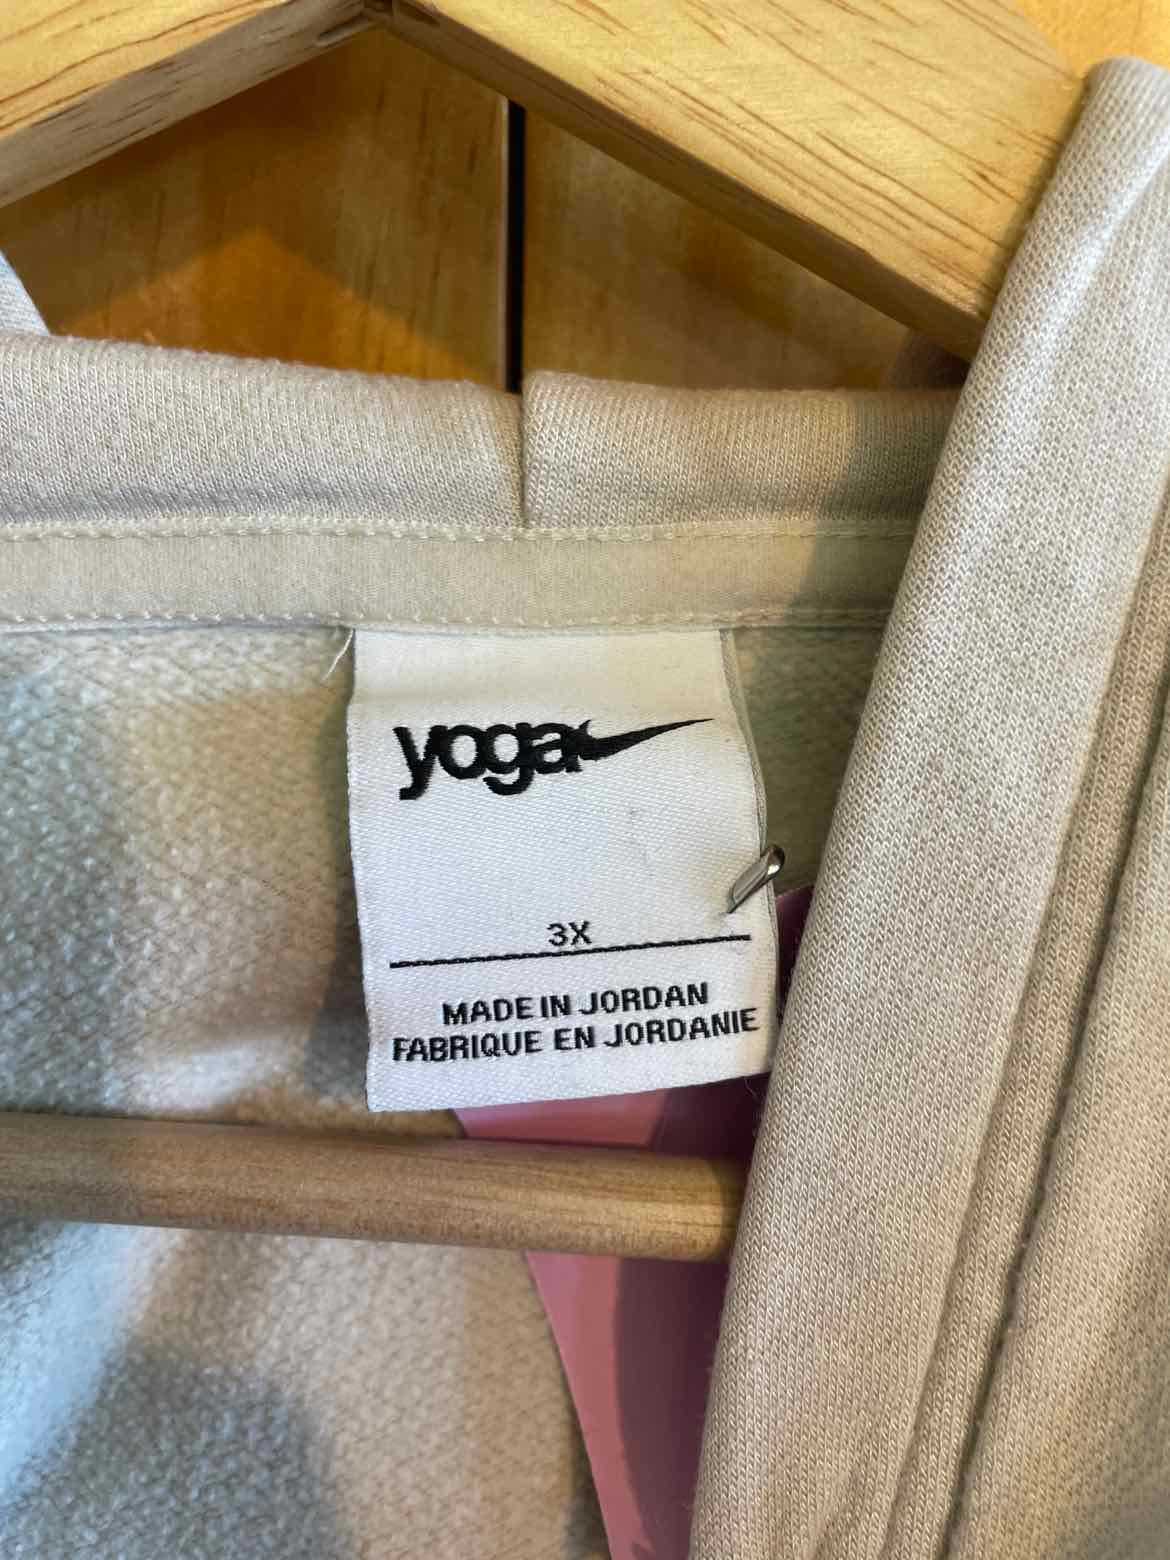 yoga
3X
MADE IN JORDAN
FABRIQUE EN JORDANIE